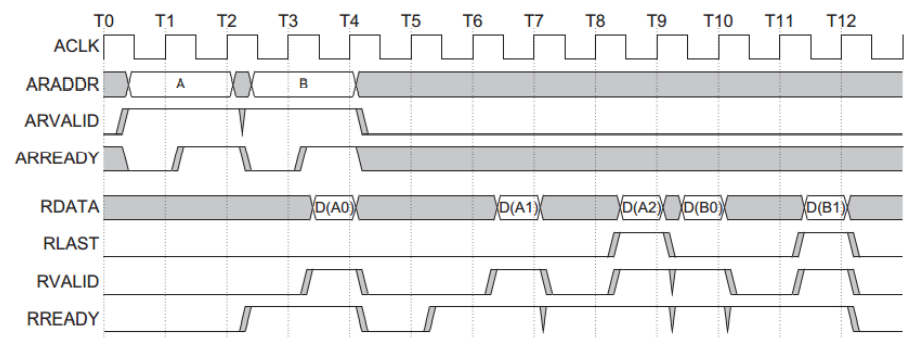 T0 T1 T2 T3 T4 T5 T6 T7 T8 T9 T10 T11 T12
ACLK
ARADDR A B
ARVALID
ARREADY
RDATA D(A0) D(A1) D(A2) D(B0) D(B1)
RLAST
RVALID
RREADY